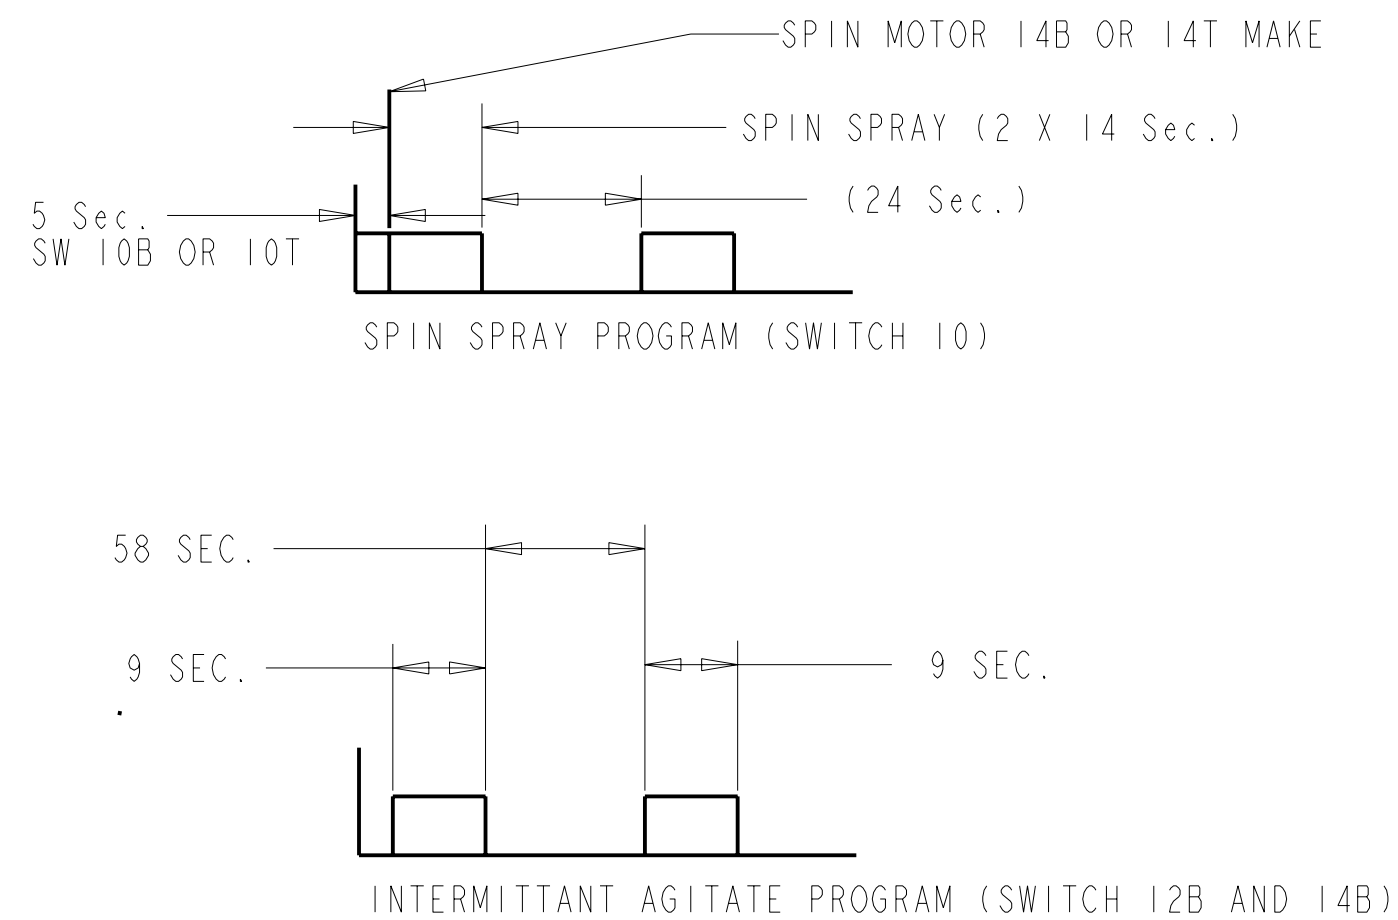 SPIN MOTOR 14B OR 14T MAKE
SPIN SPRAY (2 X 14 Sec.)
(24 Sec.)
5 Sec.
SW 10B OR 10T
SPIN SPRAY PROGRAM (SWITCH 10)
58 SEC.
9 SEC.
9 SEC.
INTERMITTANT AGITATE PROGRAM (SWITCH 12B AND 14B)